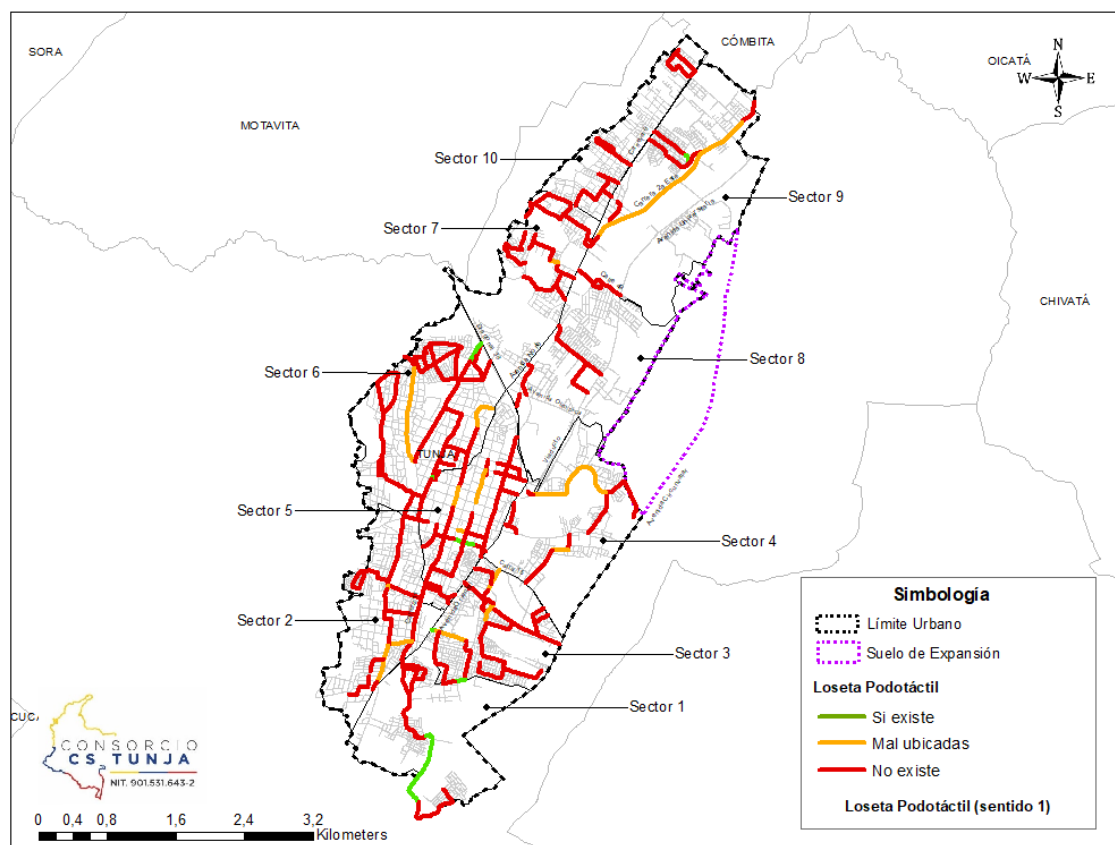 SORA
CÓMBITA
OICATÁ
N
W E
S
MOTAVITA
Sector 10
Sector 9
Sector 7
CHIVATÁ
Sector 8
Sector 6
TUNJA
Sector 5
Sector 4
Sector 2
Sector 3
Sector 1
CUC
CONSORCIO
CS_TUNJA
NIT. 901.531.643-2
0 0,4 0,8 1,6 2,4 3,2
Kilometers
Simbología
Límite Urbano
Suelo de Expansión
Loseta Podotáctil
Si existe
Mal ubicadas
No existe
Loseta Podotáctil (sentido 1)